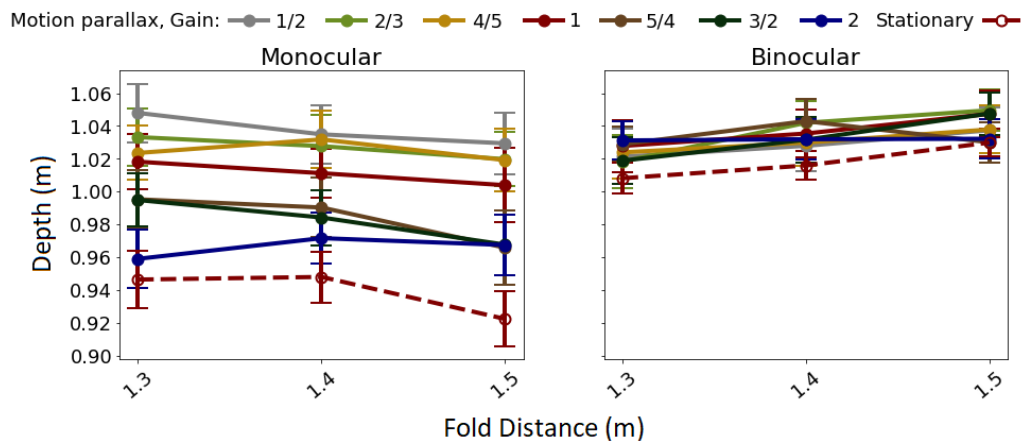 Motion parallax, Gain: 1/2 2/3 4/5 1 5/4 3/2 2 Stationary
Monocular Binocular
1.06
1.04
1.02
1.00
0.98
0.96
0.94
0.92
0.90
Depth (m)
1.3 1.4 1.5 1.3 1.4 1.5
Fold Distance (m)